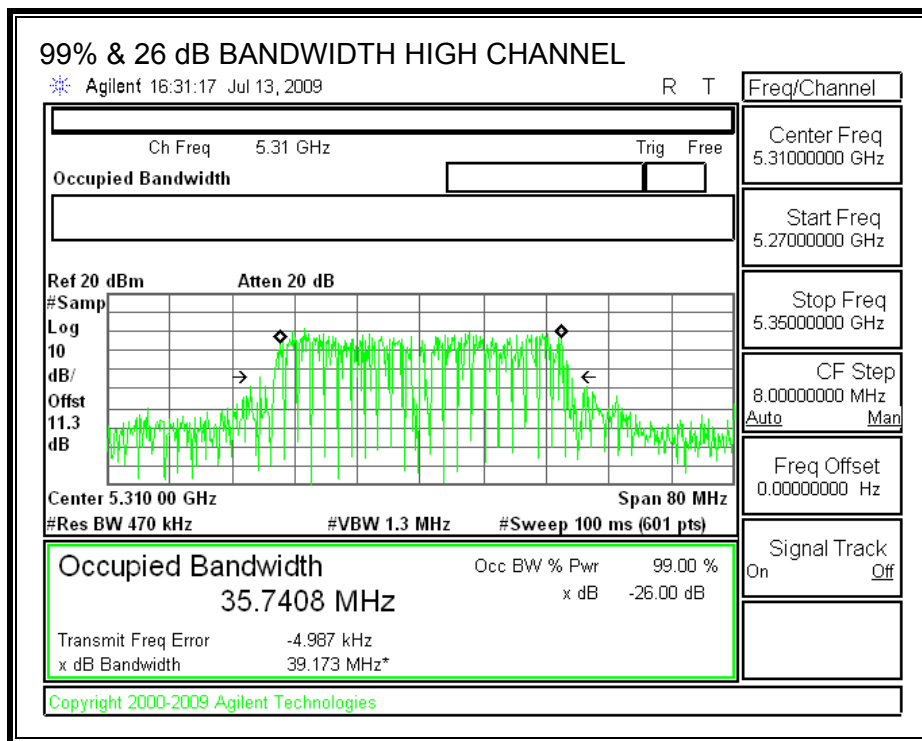 99% & 26 dB BANDWIDTH HIGH CHANNEL
Agilent 16:31:17 Jul 13, 2009
R T
Freq/Channel
Ch Freq 5.31 GHz
Trig Free
Occupied Bandwidth
Center Freq
5.31000000 GHz
Start Freq
5.27000000 GHz
Stop Freq
5.35000000 GHz
CF Step
8.00000000 MHz
Auto Man
Freq Offset
0.00000000 Hz
Signal Track
On Off
Ref 20 dBm Atten 20 dB
#Samp
Log
10
dB/
Offst
11.3
dB
Center 5.310 00 GHz Span 80 MHz
#Res BW 470 kHz #VBW 1.3 MHz #Sweep 100 ms (601 pts)
Occupied Bandwidth
35.7408 MHz
Occ BW % Pwr 99.00 %
x dB -26.00 dB
Transmit Freq Error -4.987 kHz
x dB Bandwidth 39.173 MHz*
Copyright 2000-2009 Agilent Technologies